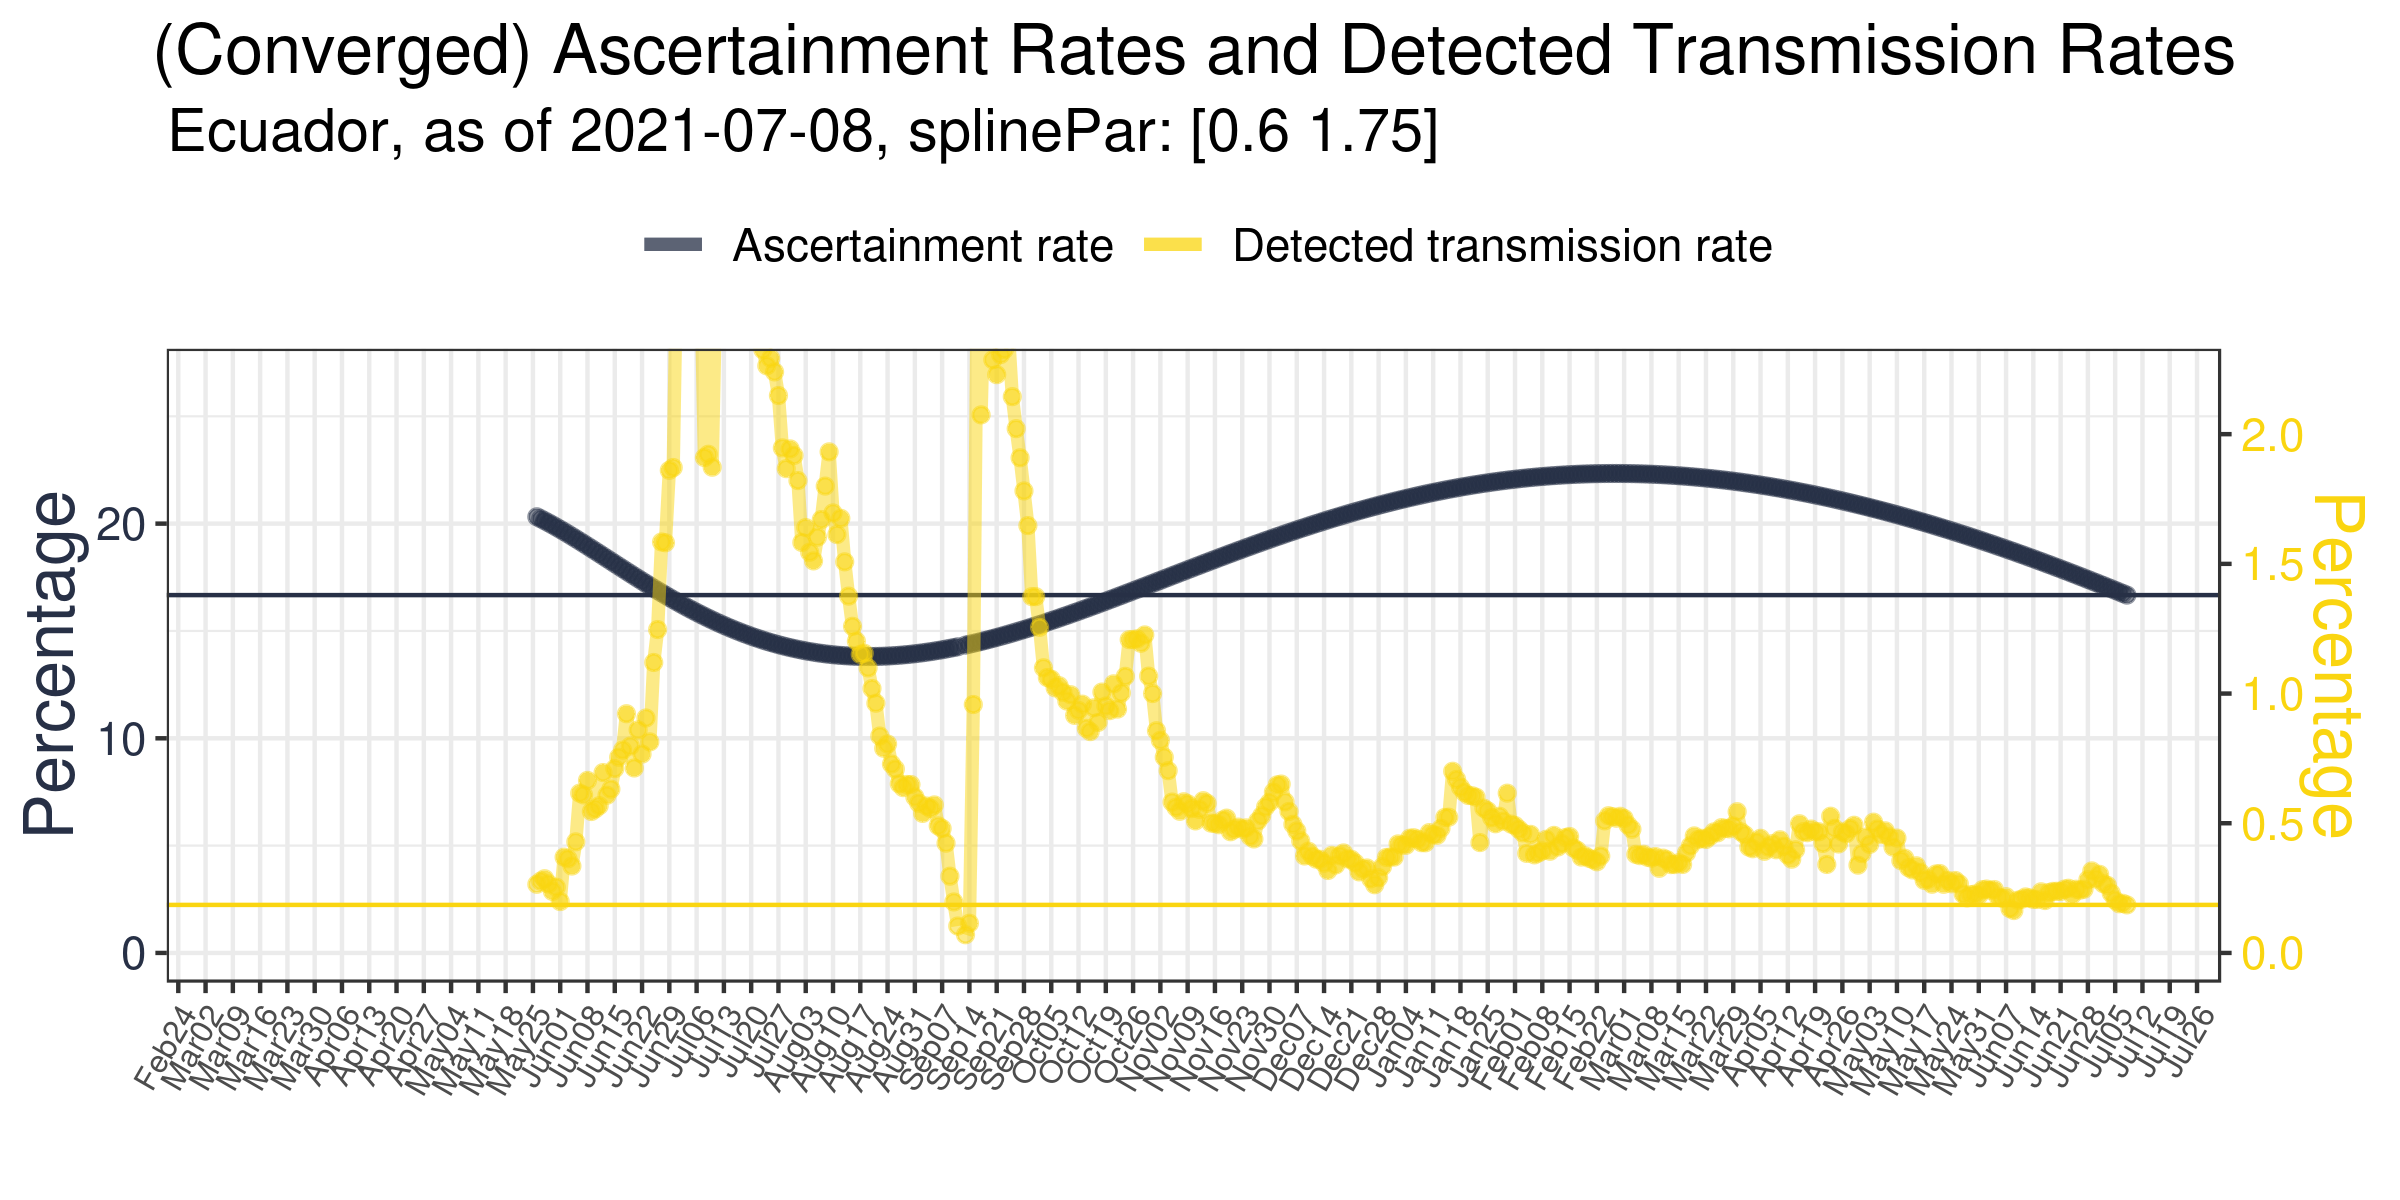 (Converged) Ascertainment Rates and Detected Transmission Rates
Ecuador, as of 2021-07-08, splinePar: [0.6 1.75]
Ascertainment rate
Detected transmission rate
Percentage
20
10
0
2.0
1.5
1.0
0.5
0.0
Percentage
Feb24
Mar02
Mar09
Mar16
Mar23
Mar30
Apr06
Apr13
Apr20
Apr27
May04
May11
May18
May25
Jun01
Jun08
Jun15
Jun22
Jun29
Jul06
Jul13
Jul20
Jul27
Aug03
Aug10
Aug17
Aug24
Aug31
Sep07
Sep14
Sep21
Sep28
Oct05
Oct12
Oct19
Oct26
Nov02
Nov09
Nov16
Nov23
Nov30
Dec07
Dec14
Dec21
Dec28
Jan04
Jan11
Jan18
Jan25
Feb01
Feb08
Feb15
Feb22
Mar01
Mar08
Mar15
Mar22
Mar29
Apr05
Apr12
Apr19
Apr26
May03
May10
May17
May24
May31
Jun07
Jun14
Jun21
Jun28
Jul05
Jul12
Jul19
Jul26